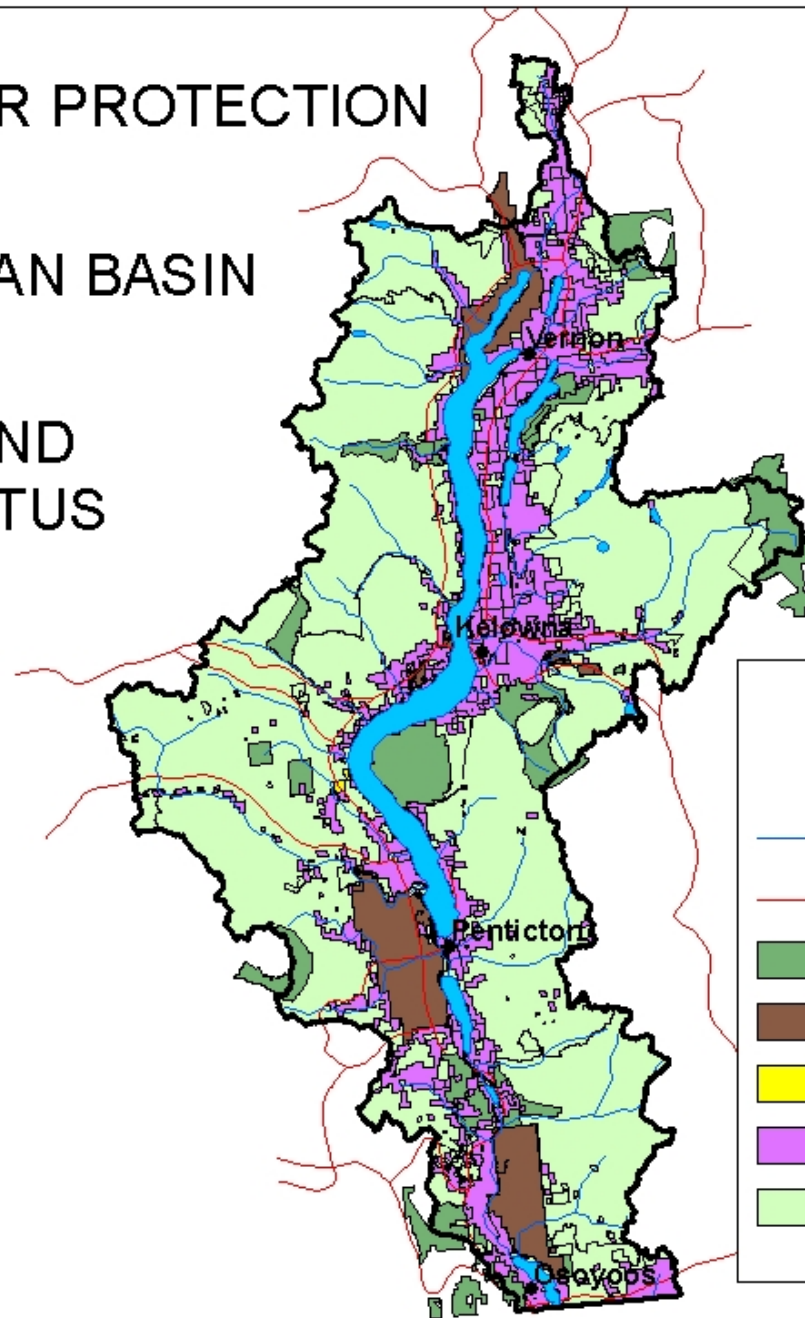 R PROTECTION
AN BASIN
ND
TUS
Vernon
Kelowna
Penticton
Osoyoos